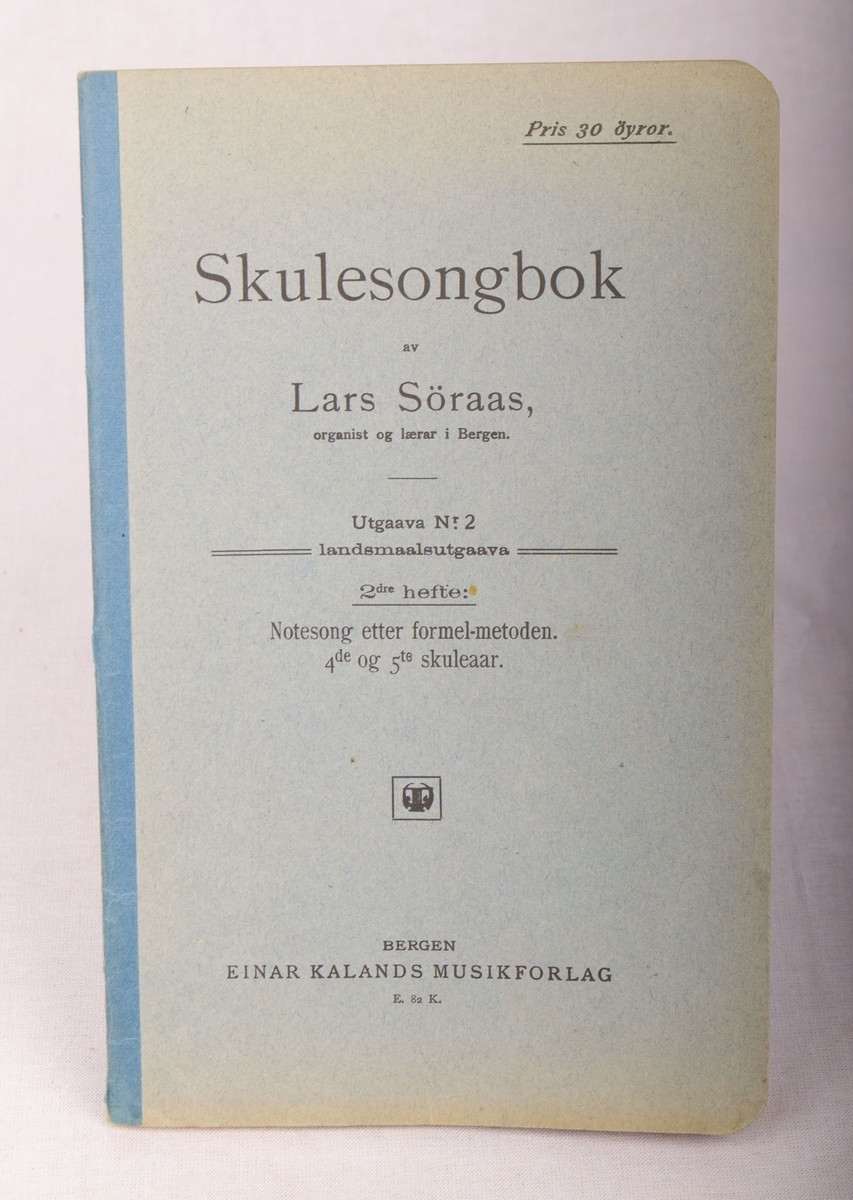 Pris 30 öyror.
Skulesongbok
av
Lars Söraas,
organist og lærar i Bergen.
Utgaava Nr. 2
landsmaalsutgaava
2dre hefte:
Notesong etter formel-metoden.
4de og 5te skuleaar.
BERGEN
EINAR KALANDS MUSIKFORLAG
E. 82 K.